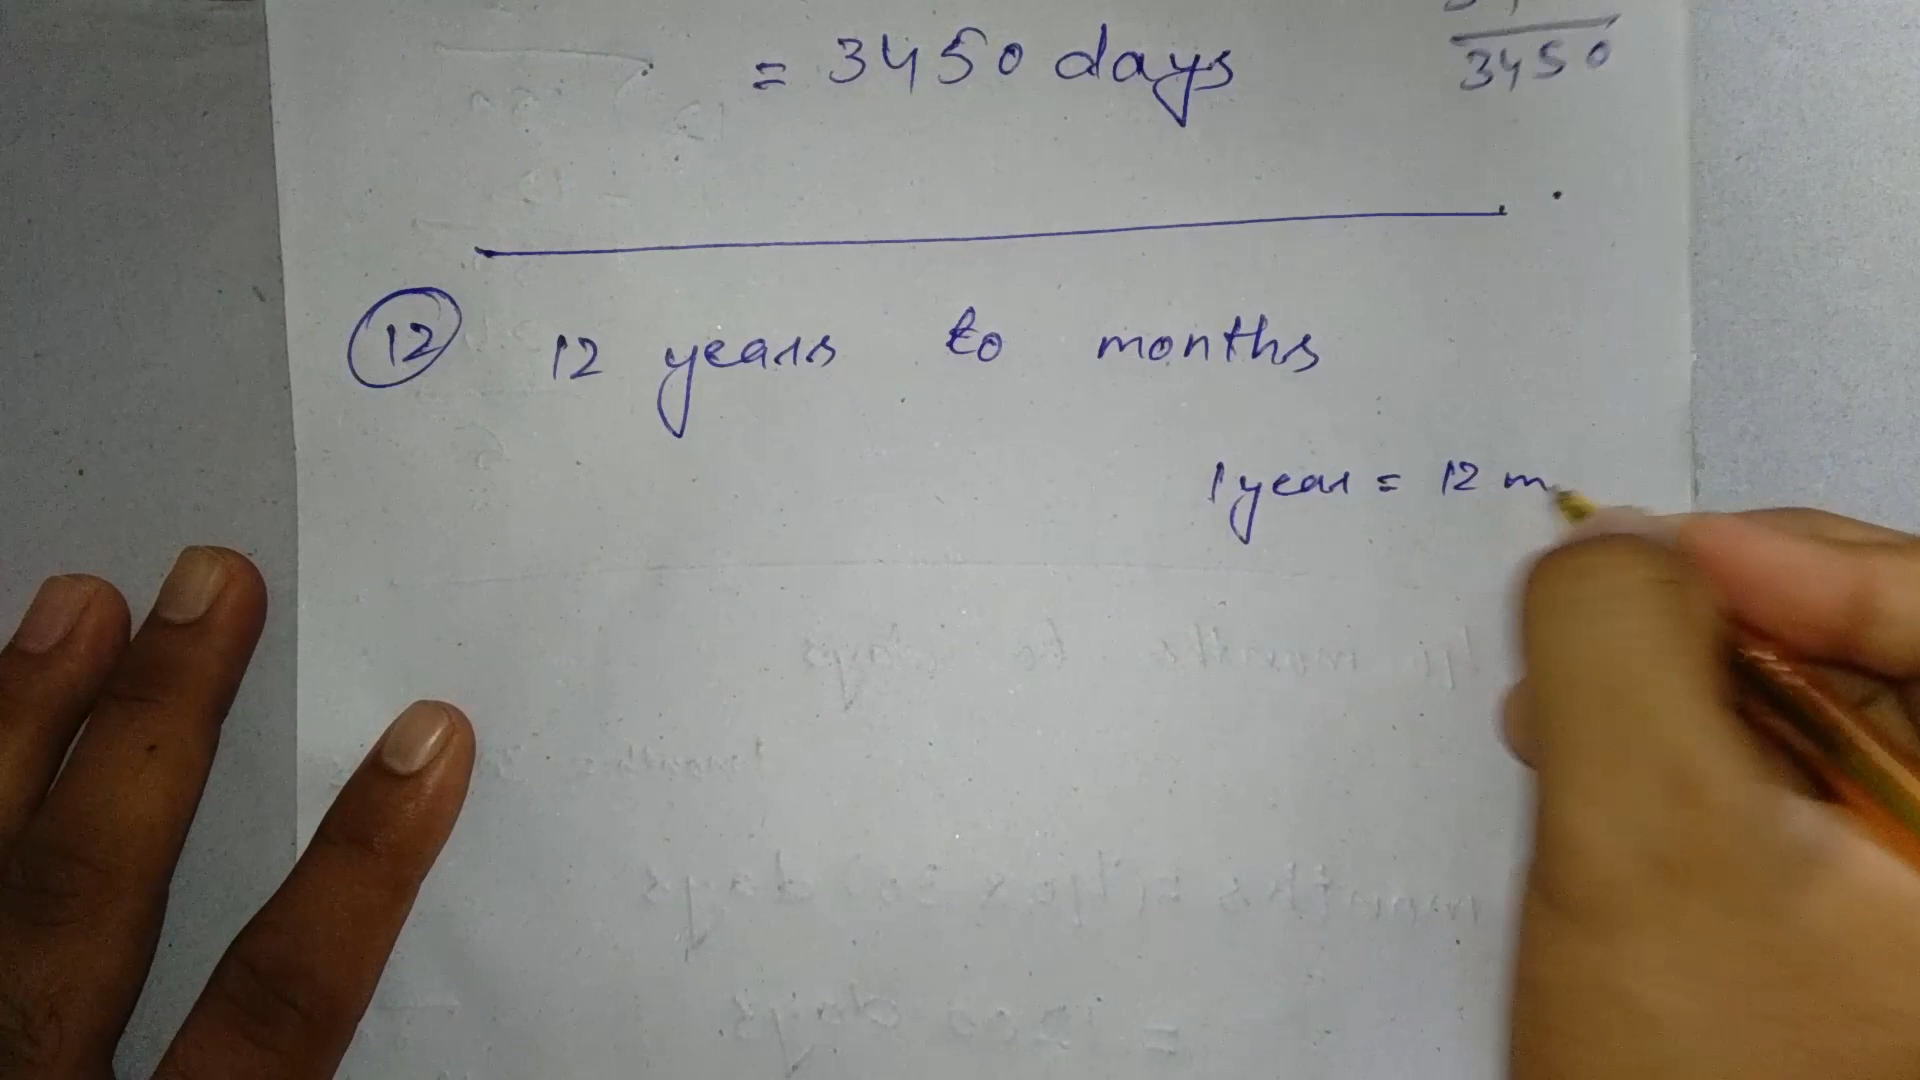 = 3450 days
3450
12 12 years to months
1 year = 12 m